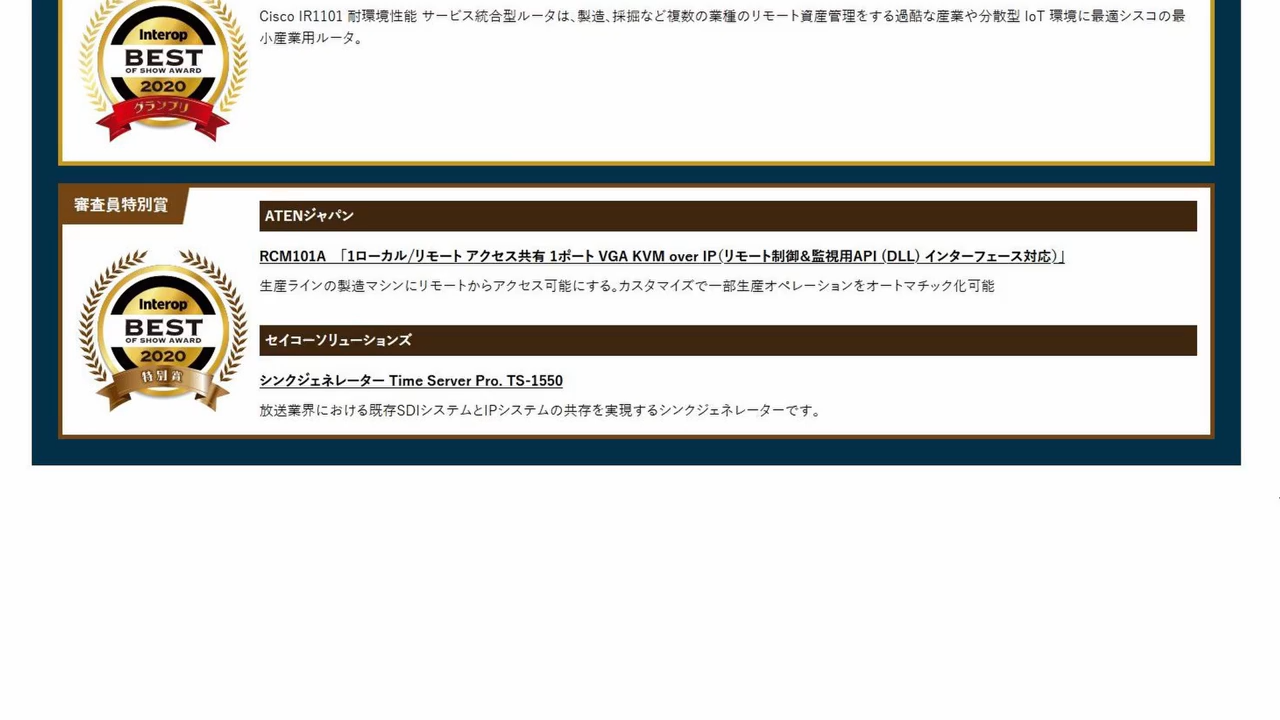 Cisco IR1101 耐環境性能 サービス統合型ルータは、製造、採掘など複数の業種のリモート資産管理をする過酷な産業や分散型 IoT 環境に最適シスコの最
小産業用ルータ。
Interop
BEST
OF SHOW AWARD
2020
グランプリ
審査員特別賞
ATENジャパン
RCM101A 「1ローカル/リモート アクセス共有 1ポート VGA KVM over IP(リモート制御&監視用API (DLL) インターフェース対応)」
生産ラインの製造マシンにリモートからアクセス可能にする。カスタマイズで一部生産オペレーションをオートマチック化可能
Interop
BEST
OF SHOW AWARD
2020
特別賞
セイコーソリューションズ
シンクジェネレーター Time Server Pro. TS-1550
放送業界における既存SDIシステムとIPシステムの共存を実現するシンクジェネレーターです。